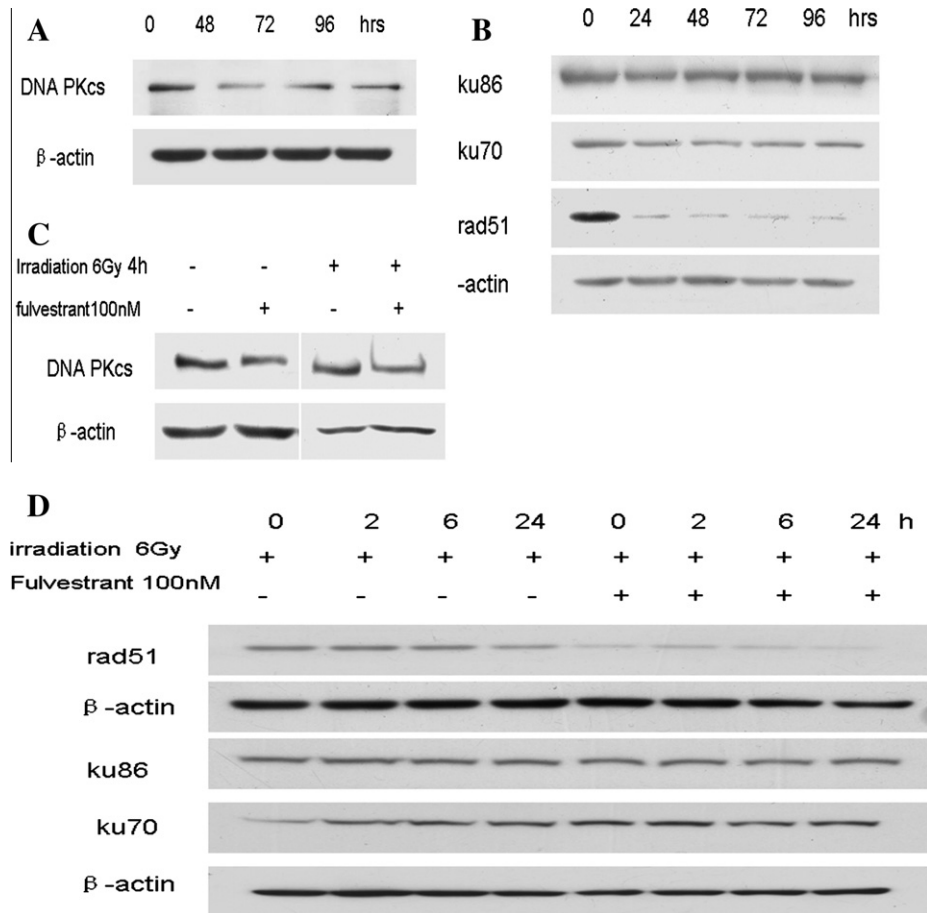 A
0 48 72 96 hrs
DNA PKcs
β-actin
B
0 24 48 72 96 hrs
ku86
ku70
rad51
-actin
C
Irradiation 6Gy 4h - - + +
fulvestrant100nM - + - +
DNA PKcs
β-actin
D
0 2 6 24 0 2 6 24 h
irradiation 6Gy + + + + + + + +
Fulvestrant 100nM - - - - + + + +
rad51
β-actin
ku86
ku70
β-actin